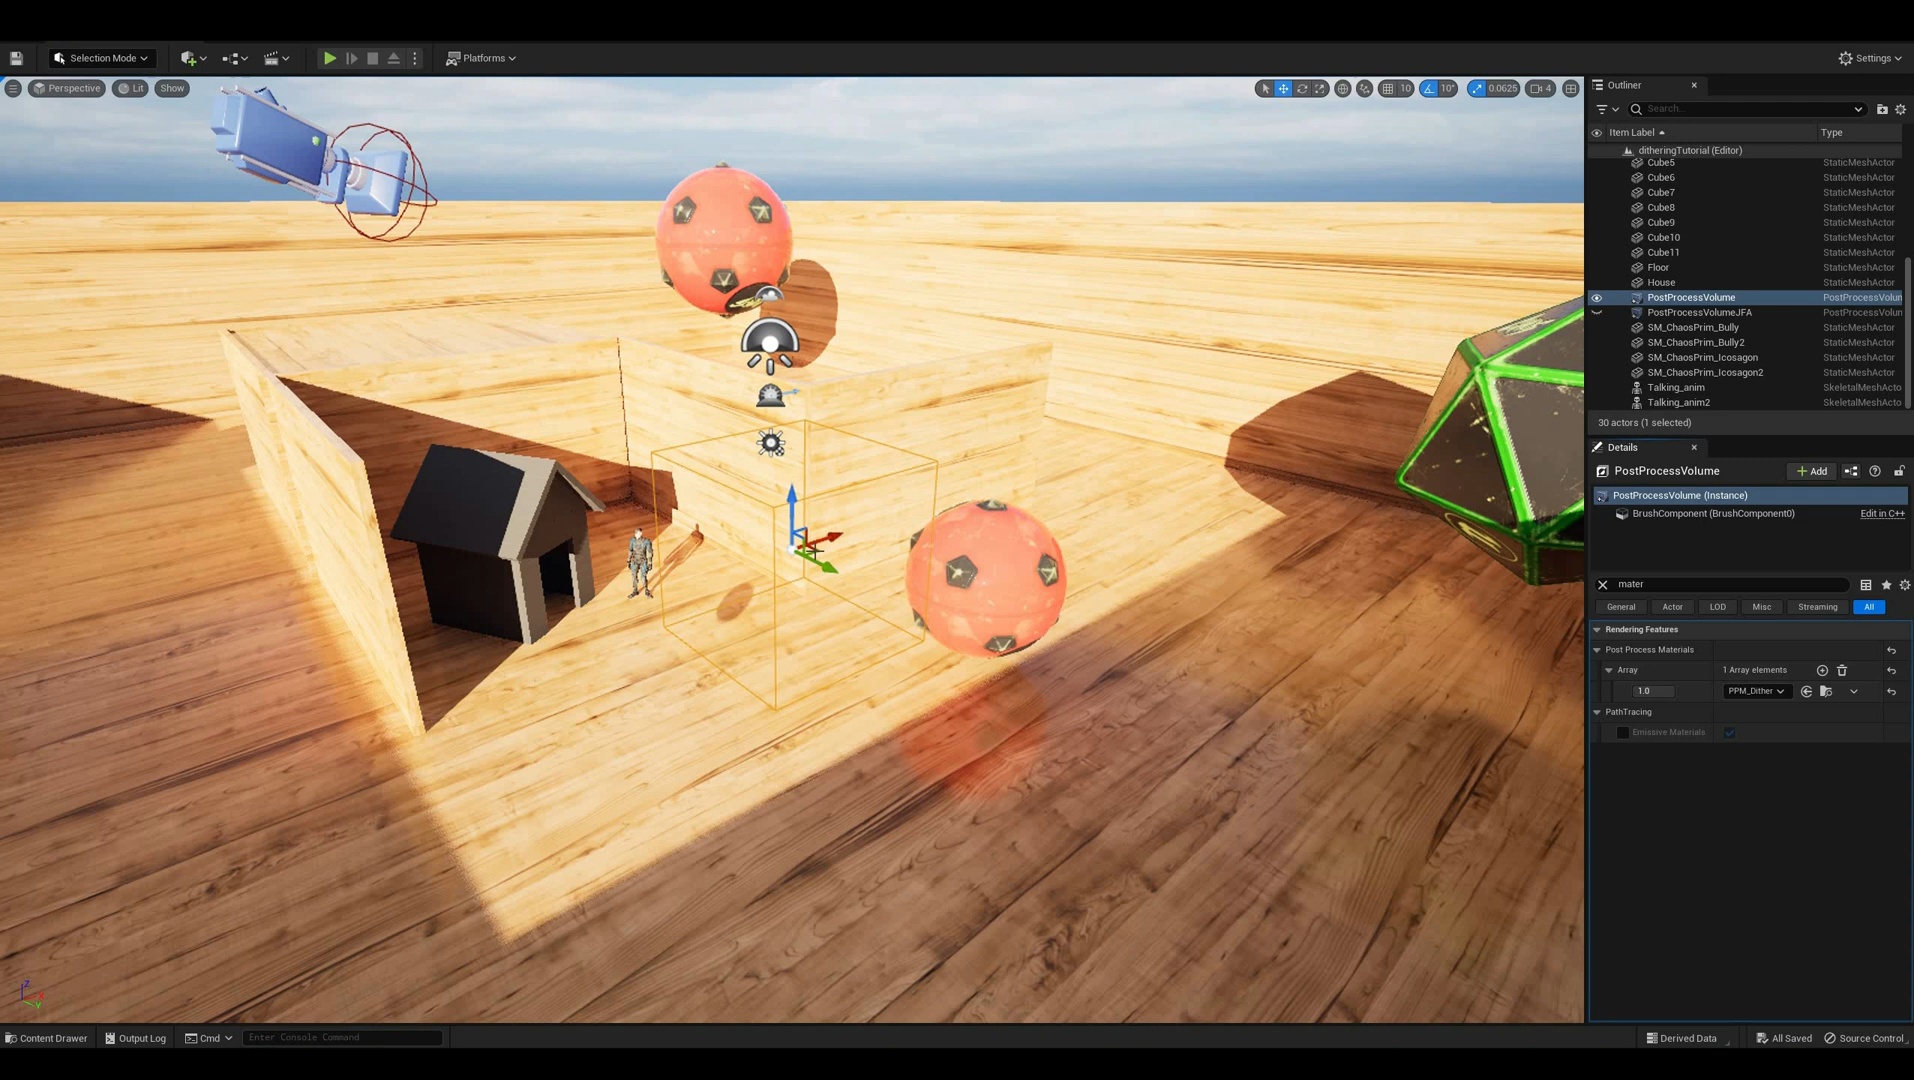 Selection Mode
Platforms
Settings
Perspective
Lit
Show
10
10°
0.0625
4
Outliner
Search...
Item Label
Type
ditheringTutorial (Editor)
Cube5 StaticMeshActor
Cube6 StaticMeshActor
Cube7 StaticMeshActor
Cube8 StaticMeshActor
Cube9 StaticMeshActor
Cube10 StaticMeshActor
Cube11 StaticMeshActor
Floor StaticMeshActor
House StaticMeshActor
PostProcessVolume PostProcessVolun
PostProcessVolumeJFA PostProcessVolun
SM_ChaosPrim_Bully StaticMeshActor
SM_ChaosPrim_Bully2 StaticMeshActor
SM_ChaosPrim_Icosagon StaticMeshActor
SM_ChaosPrim_Icosagon2 StaticMeshActor
Talking_anim SkeletalMeshActo
Talking_anim2 SkeletalMeshActo
30 actors (1 selected)
Details
PostProcessVolume
Add
PostProcessVolume (Instance)
BrushComponent (BrushComponent0) Edit in C++
mater
General Actor LOD Misc Streaming All
Rendering Features
Post Process Materials
Array 1 Array elements
1.0 PPM_Dither
PathTracing
Emissive Materials
Z
X
Y
Content Drawer
Output Log
Cmd
Enter Console Command
Derived Data
All Saved
Source Control